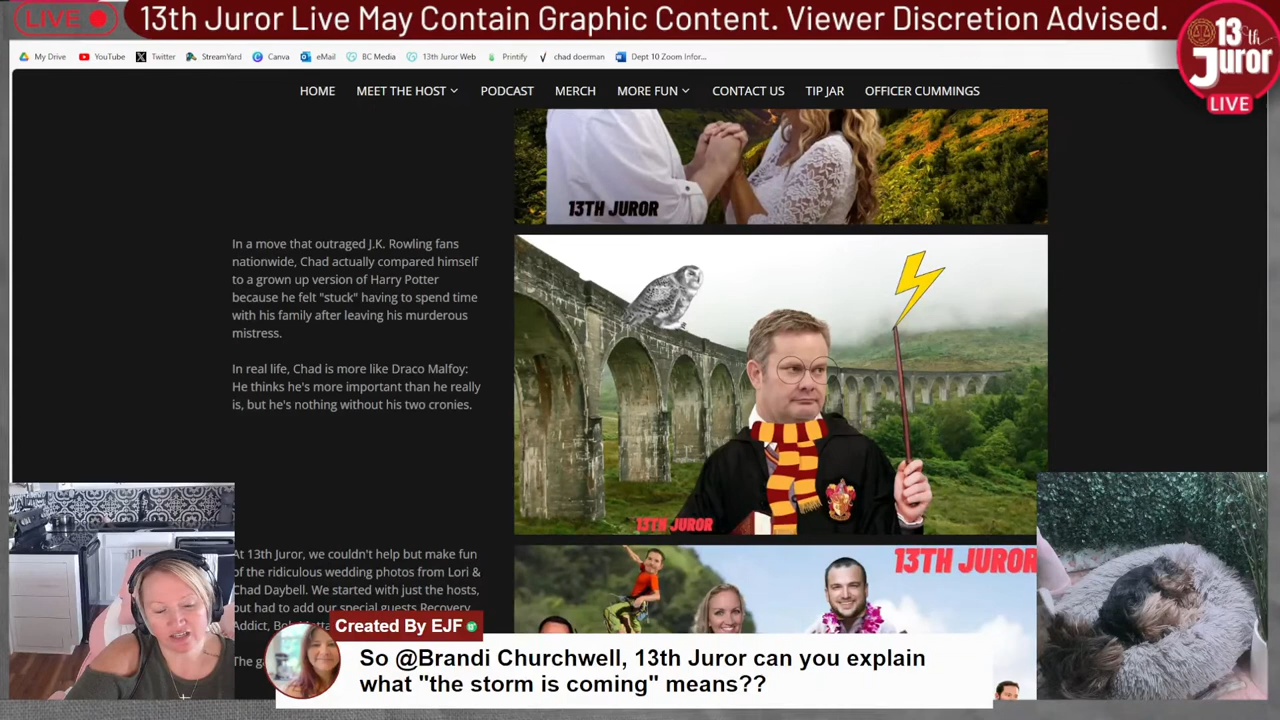 LIVE
13th Juror Live May Contain Graphic Content. Viewer Discretion Advised.
13th
Juror
LIVE
My Drive YouTube Twitter StreamYard Canva eMail BC Media 13th Juror Web Printify chad doerman Dept 10 Zoom Infor...
HOME MEET THE HOST PODCAST MERCH MORE FUN CONTACT US TIP JAR OFFICER CUMMINGS
13TH JUROR
In a move that outraged J.K. Rowling fans
nationwide, Chad actually compared himself
to a grown up version of Harry Potter
because he felt "stuck" having to spend time
with his family after leaving his murderous
mistress.
In real life, Chad is more like Draco Malfoy:
He thinks he's more important than he really
is, but he's nothing without his two cronies.
13TH JUROR
At 13th Juror, we couldn't help but make fun
of the ridiculous wedding photos from Lori &
Chad Daybell. We started with just the hosts,
but had to add our special guests Recovery
Addict,
The
13TH JUROR
Created By EJF
So @Brandi Churchwell, 13th Juror can you explain
what "the storm is coming" means??